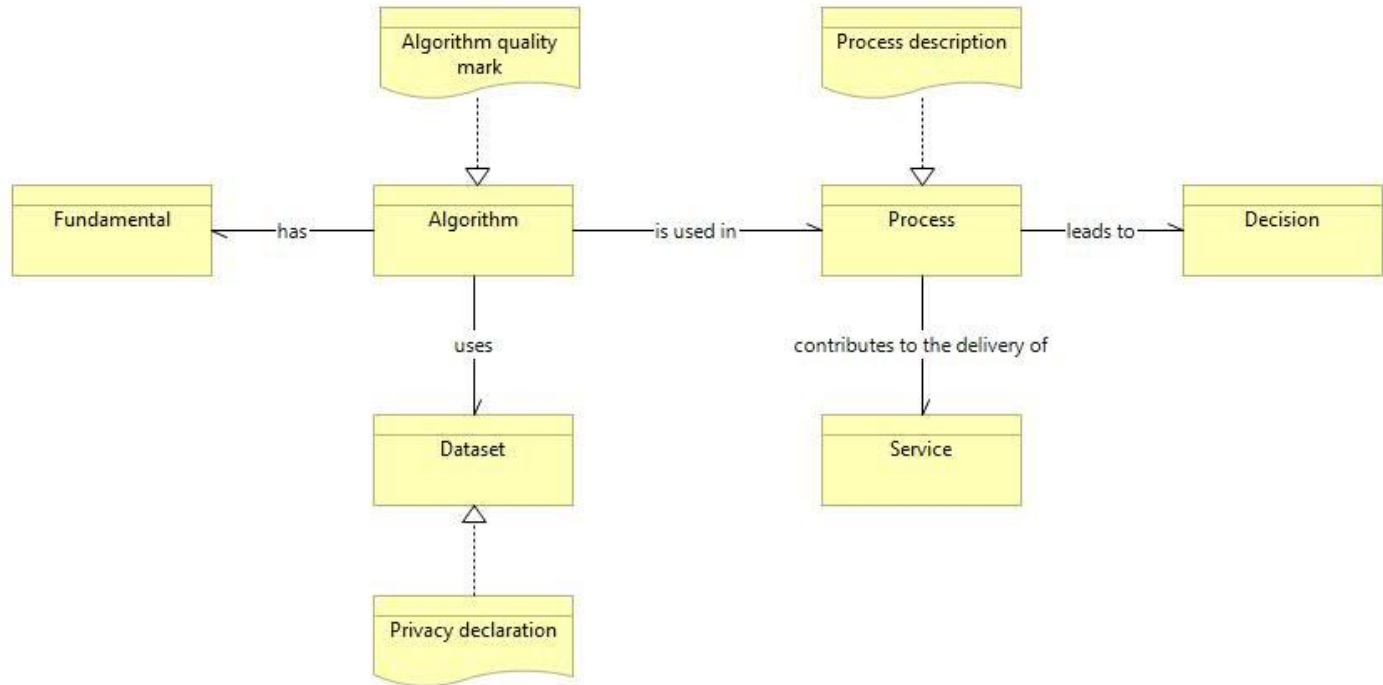 Algorithm quality
mark
Process description
Fundamental
has
Algorithm
is used in
Process
leads to
Decision
uses
contributes to the delivery of
Dataset
Service
Privacy declaration